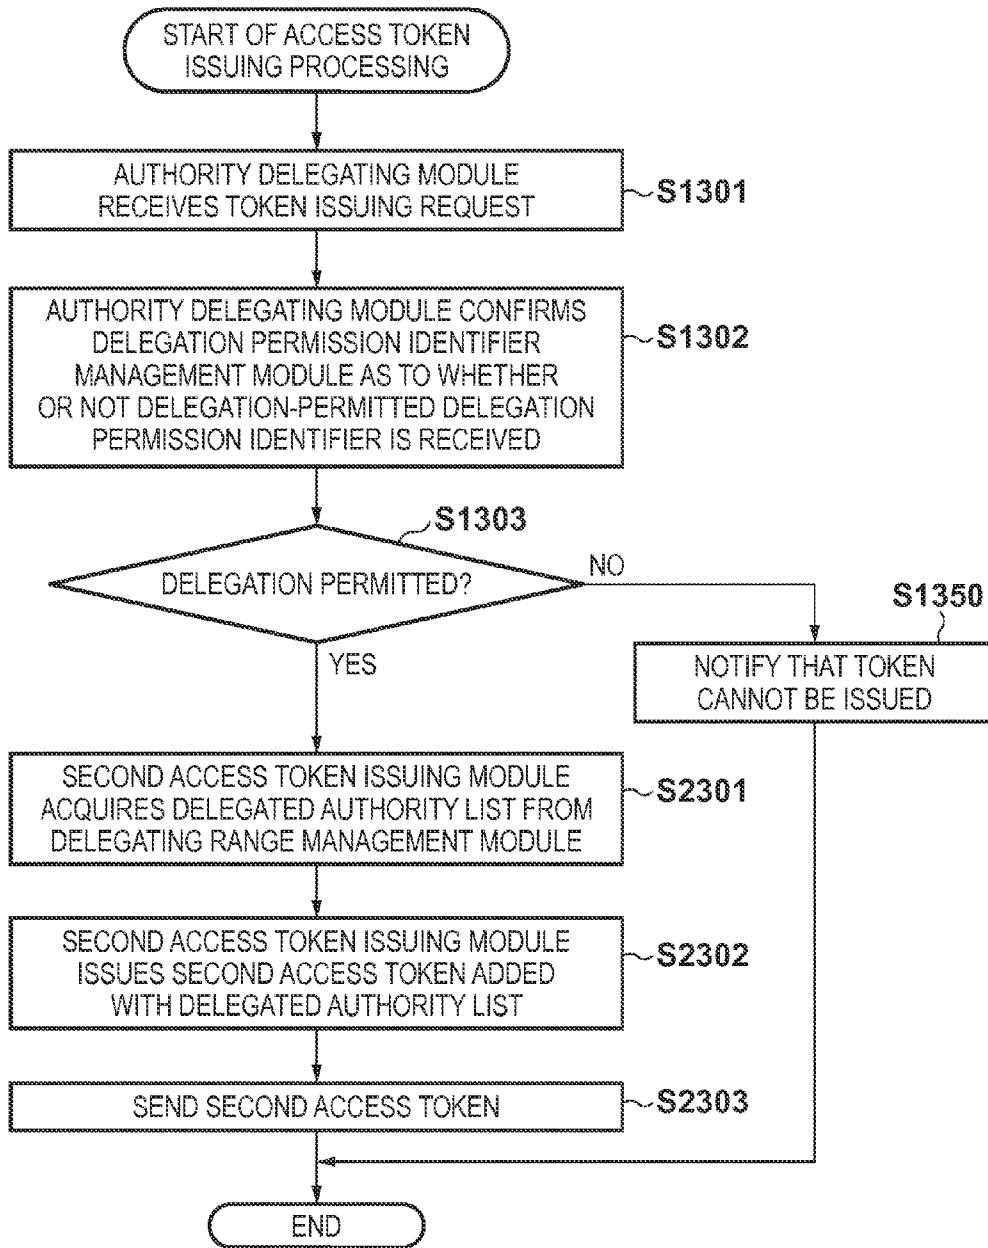 START OF ACCESS TOKEN
ISSUING PROCESSING
AUTHORITY DELEGATING MODULE
RECEIVES TOKEN ISSUING REQUEST
S1301
AUTHORITY DELEGATING MODULE CONFIRMS
DELEGATION PERMISSION IDENTIFIER
MANAGEMENT MODULE AS TO WHETHER
OR NOT DELEGATION-PERMITTED DELEGATION
PERMISSION IDENTIFIER IS RECEIVED
S1302
S1303
DELEGATION PERMITTED?
NO
YES
S1350
NOTIFY THAT TOKEN
CANNOT BE ISSUED
SECOND ACCESS TOKEN ISSUING MODULE
ACQUIRES DELEGATED AUTHORITY LIST FROM
DELEGATING RANGE MANAGEMENT MODULE
S2301
SECOND ACCESS TOKEN ISSUING MODULE
ISSUES SECOND ACCESS TOKEN ADDED
WITH DELEGATED AUTHORITY LIST
S2302
SEND SECOND ACCESS TOKEN
S2303
END